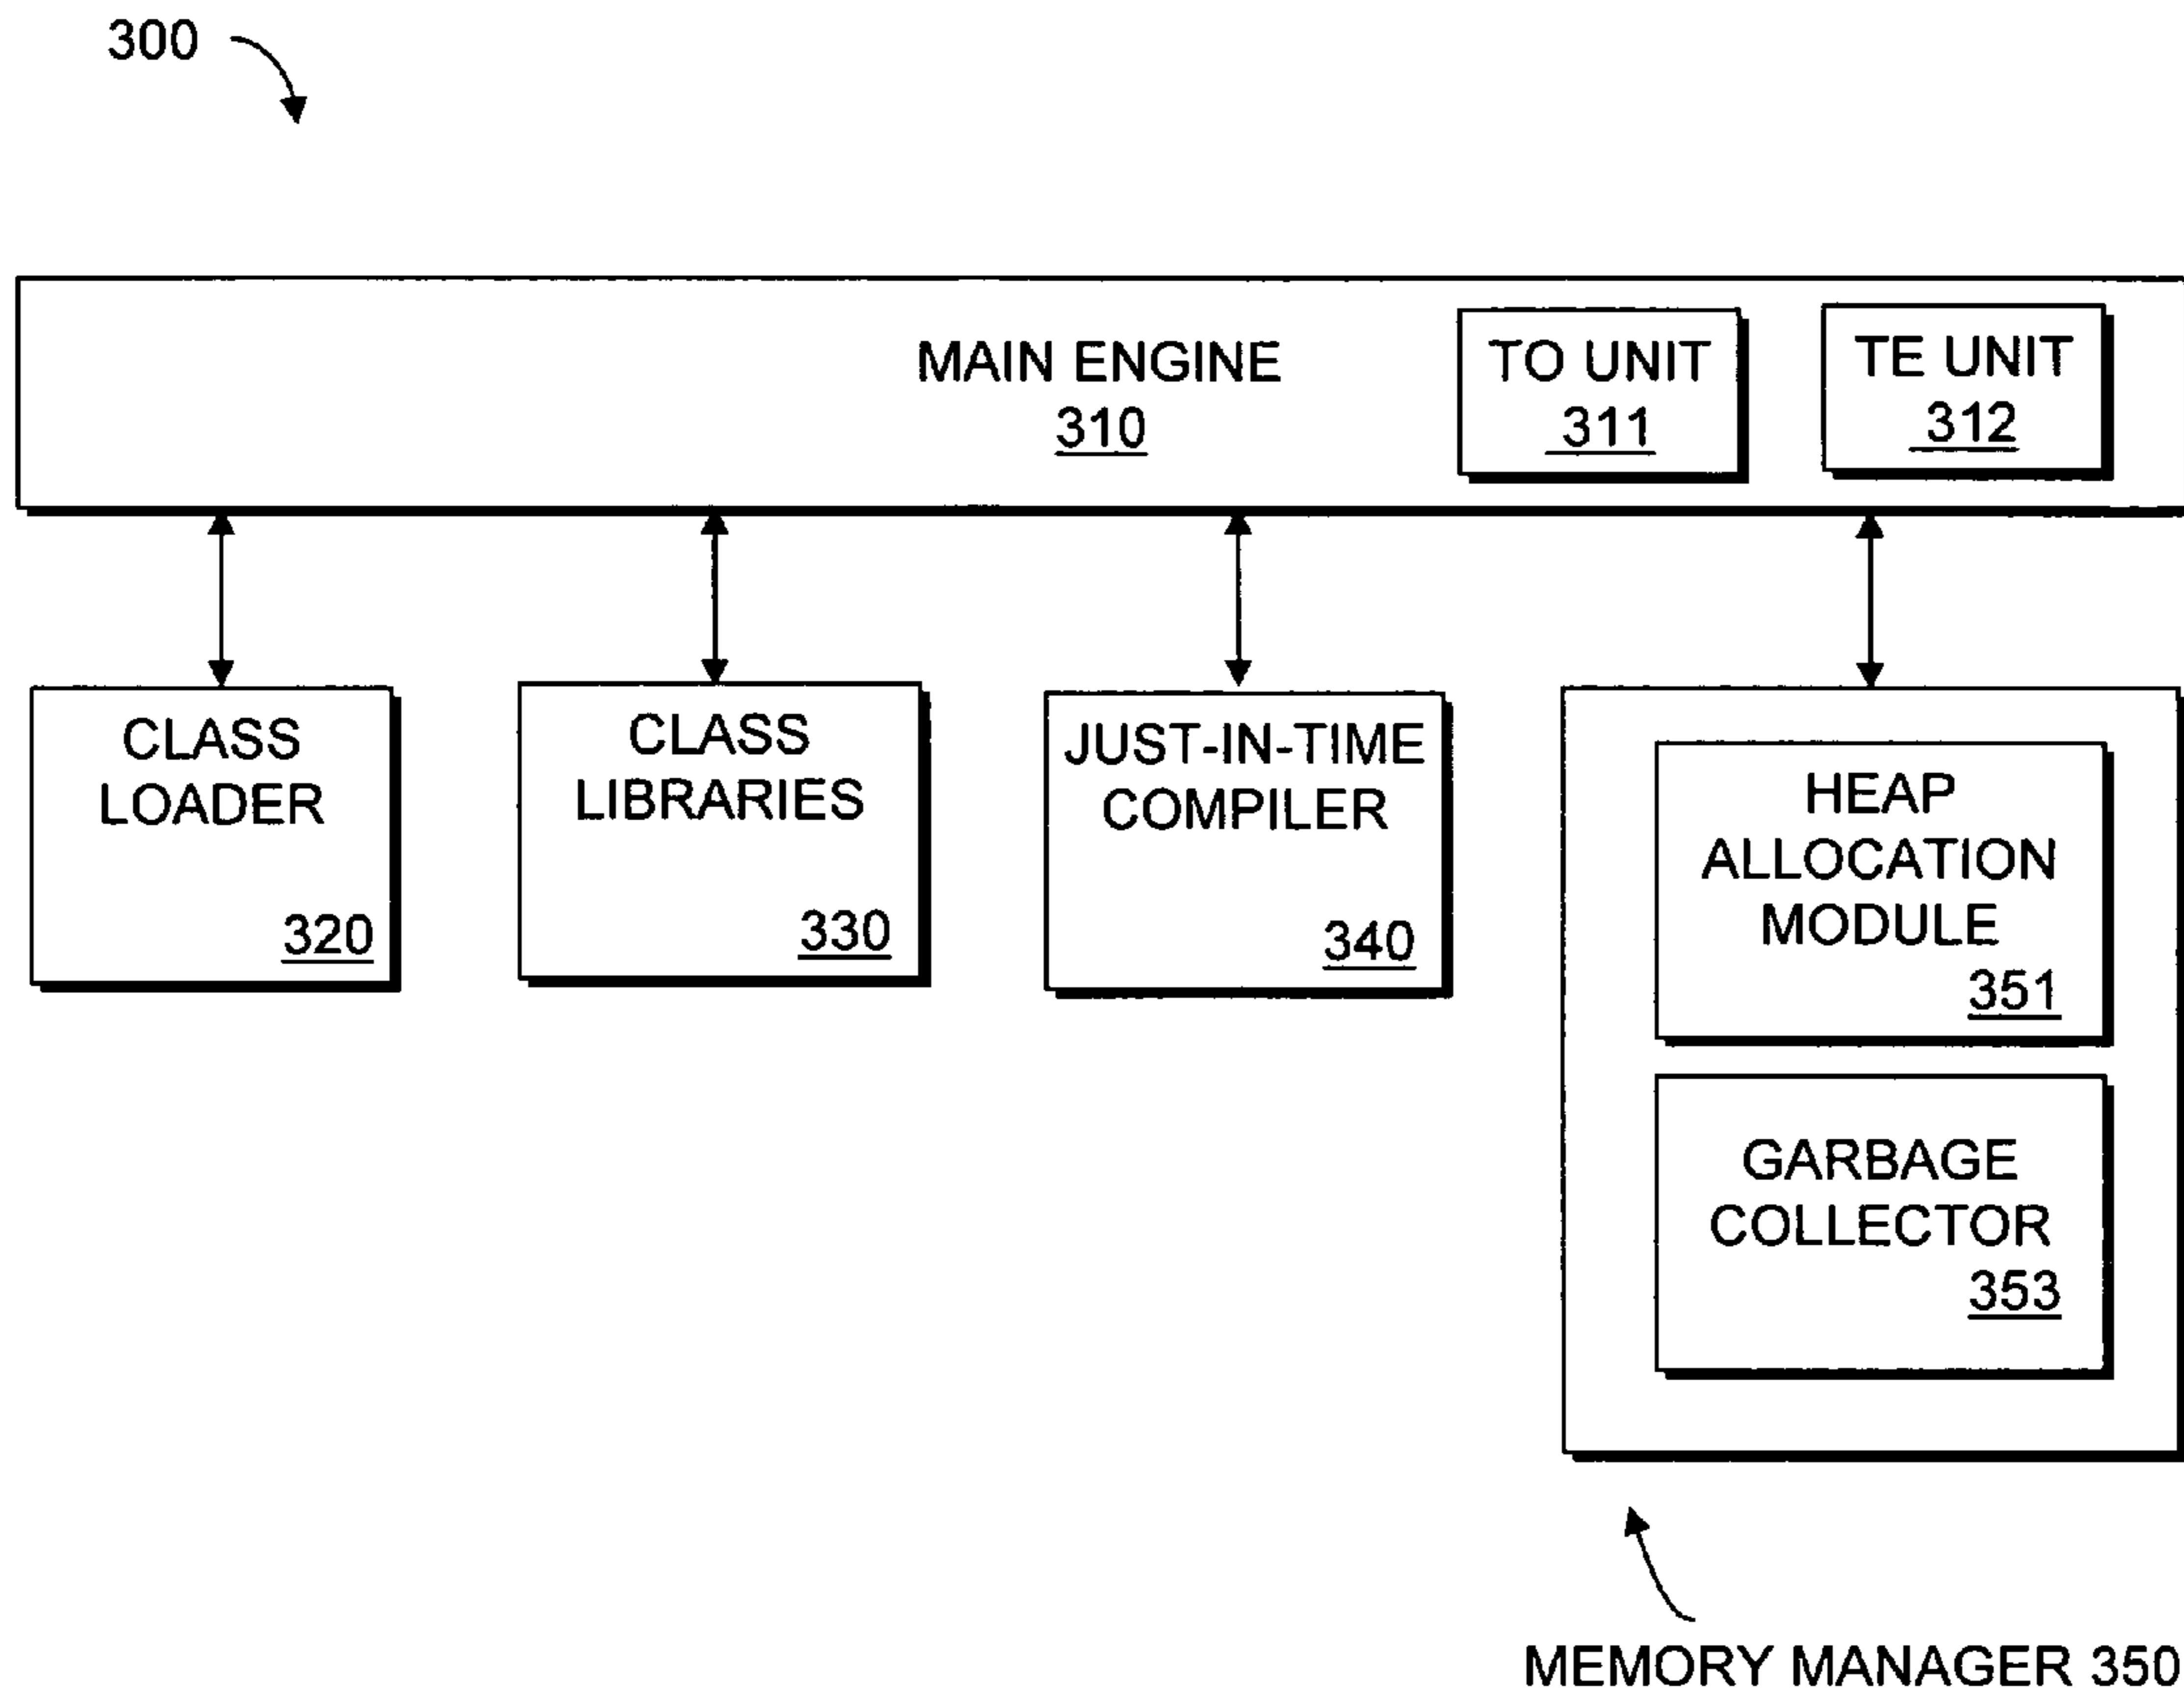 300
MAIN ENGINE
310
TO UNIT
311
TE UNIT
312
CLASS
LOADER
320
CLASS
LIBRARIES
330
JUST-IN-TIME
COMPILER
340
HEAP
ALLOCATION
MODULE
351
GARBAGE
COLLECTOR
353
MEMORY MANAGER 350